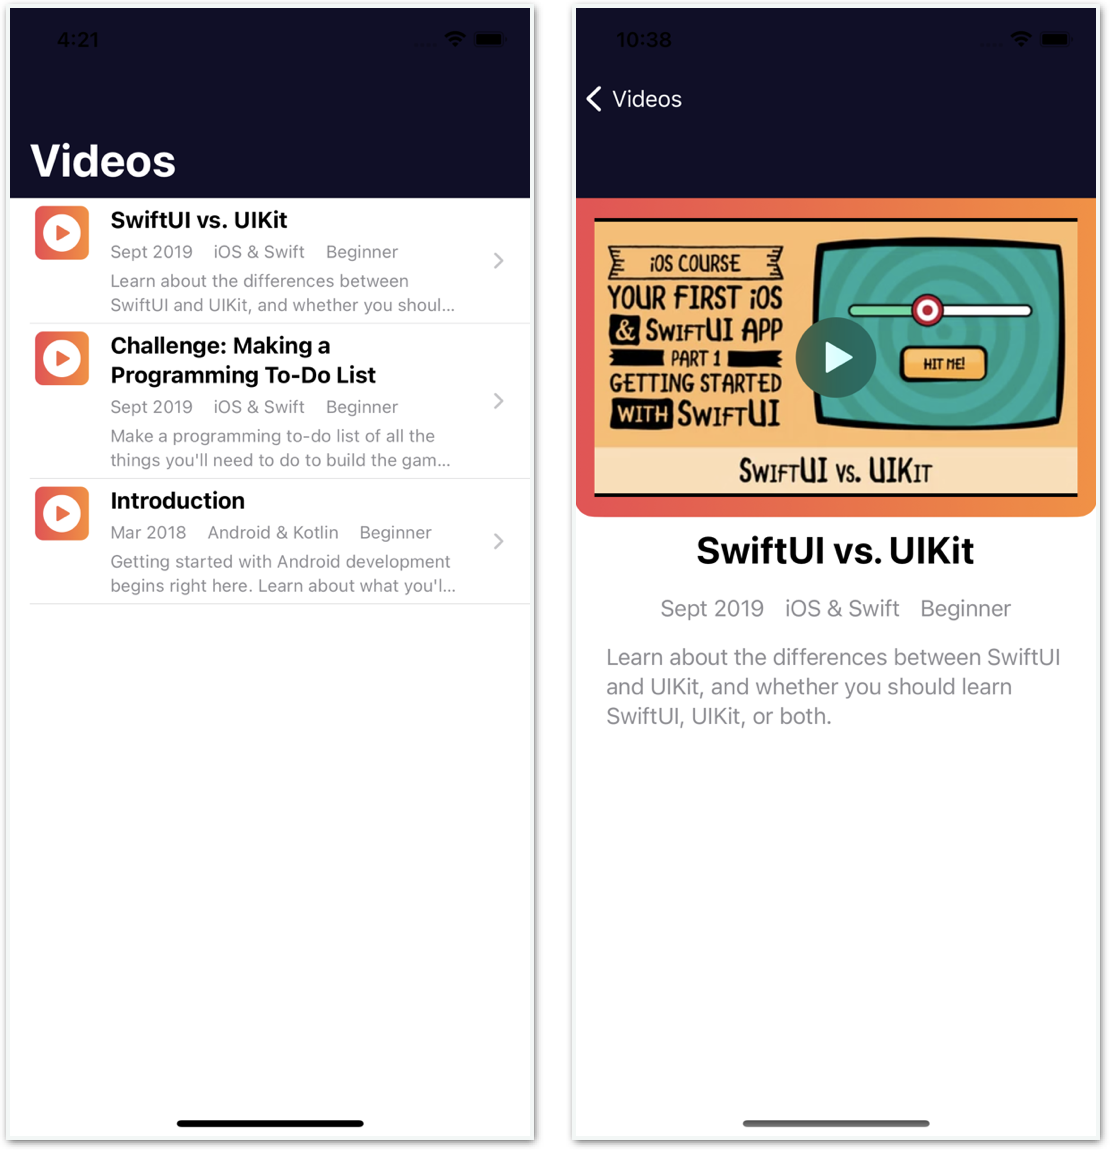 4:21
Videos
SwiftUI vs. UIKit
Sept 2019 iOS & Swift Beginner
Learn about the differences between
SwiftUI and UIKit, and whether you shoul...
Challenge: Making a
Programming To-Do List
Sept 2019 iOS & Swift Beginner
Make a programming to-do list of all the
things you'll need to do to build the gam...
Introduction
Mar 2018 Android & Kotlin Beginner
Getting started with Android development
begins right here. Learn about what you'l...
10:38
Videos
iOS COURSE
YOUR FIRST iOS
& SWIFTUI APP
PART 1
GETTING STARTED
WITH SWIFTUI
HIT ME!
SWIFTUI VS. UIKIT
SwiftUI vs. UIKit
Sept 2019 iOS & Swift Beginner
Learn about the differences between SwiftUI
and UIKit, and whether you should learn
SwiftUI, UIKit, or both.